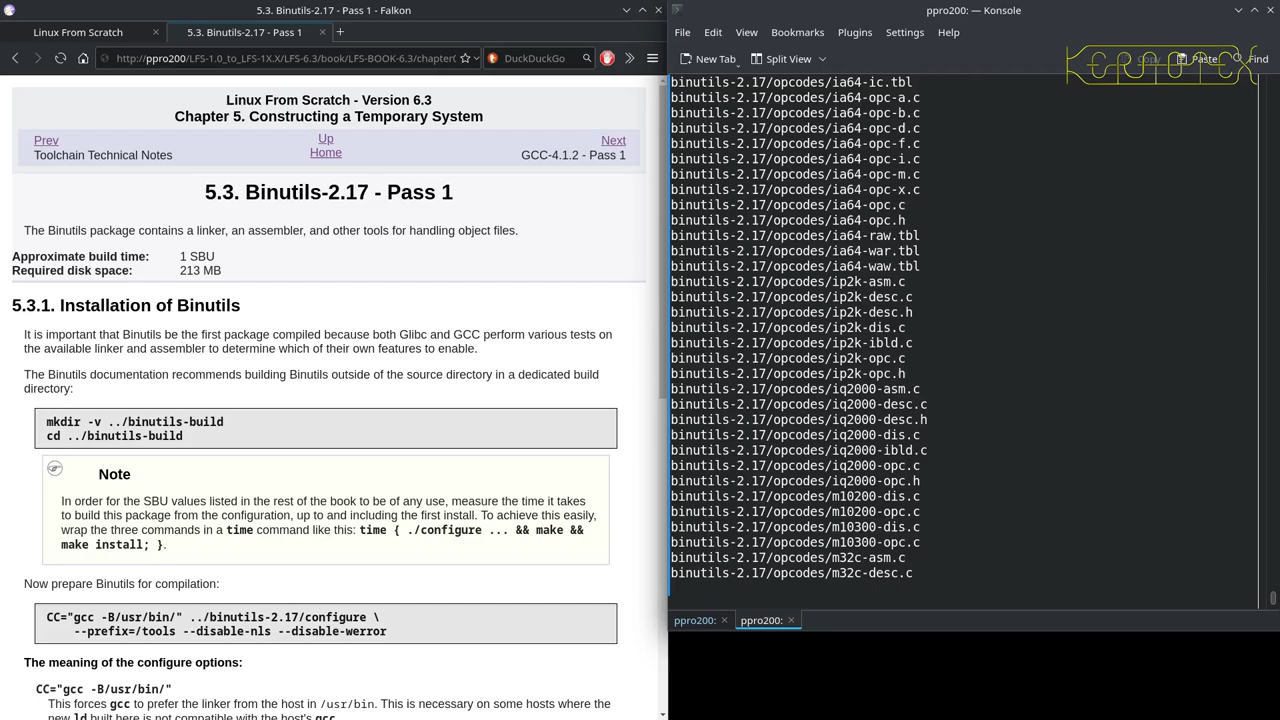 5.3. Binutils-2.17 - Pass 1 - Falkon
Linux From Scratch
5.3. Binutils-2.17 - Pass 1
http://ppro200/LFS-1.0_to_LFS-1X.X/LFS-6.3/book/LFS-BOOK-6.3/chapter(
DuckDuckGo
Linux From Scratch - Version 6.3
Chapter 5. Constructing a Temporary System
Prev Up Next
Toolchain Technical Notes Home GCC-4.1.2 - Pass 1
5.3. Binutils-2.17 - Pass 1
The Binutils package contains a linker, an assembler, and other tools for handling object files.
Approximate build time: 1 SBU
Required disk space: 213 MB
5.3.1. Installation of Binutils
It is important that Binutils be the first package compiled because both Glibc and GCC perform various tests on
the available linker and assembler to determine which of their own features to enable.
The Binutils documentation recommends building Binutils outside of the source directory in a dedicated build
directory:
mkdir -v ../binutils-build
cd ../binutils-build
Note
In order for the SBU values listed in the rest of the book to be of any use, measure the time it takes
to build this package from the configuration, up to and including the first install. To achieve this easily,
wrap the three commands in a time command like this: time { ./configure ... && make &&
make install; }.
Now prepare Binutils for compilation:
CC="gcc -B/usr/bin/" ../binutils-2.17/configure \
--prefix=/tools --disable-nls --disable-werror
The meaning of the configure options:
CC="gcc -B/usr/bin/"
This forces gcc to prefer the linker from the host in /usr/bin. This is necessary on some hosts where the
new ld built here is not compatible with the host's gcc.
ppro200: — Konsole
File Edit View Bookmarks Plugins Settings Help
New Tab Split View Copy Paste Find
binutils-2.17/opcodes/ia64-ic.tbl
binutils-2.17/opcodes/ia64-opc-a.c
binutils-2.17/opcodes/ia64-opc-b.c
binutils-2.17/opcodes/ia64-opc-d.c
binutils-2.17/opcodes/ia64-opc-f.c
binutils-2.17/opcodes/ia64-opc-i.c
binutils-2.17/opcodes/ia64-opc-m.c
binutils-2.17/opcodes/ia64-opc-x.c
binutils-2.17/opcodes/ia64-opc.c
binutils-2.17/opcodes/ia64-opc.h
binutils-2.17/opcodes/ia64-raw.tbl
binutils-2.17/opcodes/ia64-war.tbl
binutils-2.17/opcodes/ia64-waw.tbl
binutils-2.17/opcodes/ip2k-asm.c
binutils-2.17/opcodes/ip2k-desc.c
binutils-2.17/opcodes/ip2k-desc.h
binutils-2.17/opcodes/ip2k-dis.c
binutils-2.17/opcodes/ip2k-ibld.c
binutils-2.17/opcodes/ip2k-opc.c
binutils-2.17/opcodes/ip2k-opc.h
binutils-2.17/opcodes/iq2000-asm.c
binutils-2.17/opcodes/iq2000-desc.c
binutils-2.17/opcodes/iq2000-desc.h
binutils-2.17/opcodes/iq2000-dis.c
binutils-2.17/opcodes/iq2000-ibld.c
binutils-2.17/opcodes/iq2000-opc.c
binutils-2.17/opcodes/iq2000-opc.h
binutils-2.17/opcodes/m10200-dis.c
binutils-2.17/opcodes/m10200-opc.c
binutils-2.17/opcodes/m10300-dis.c
binutils-2.17/opcodes/m10300-opc.c
binutils-2.17/opcodes/m32c-asm.c
binutils-2.17/opcodes/m32c-desc.c
ppro200: ppro200: